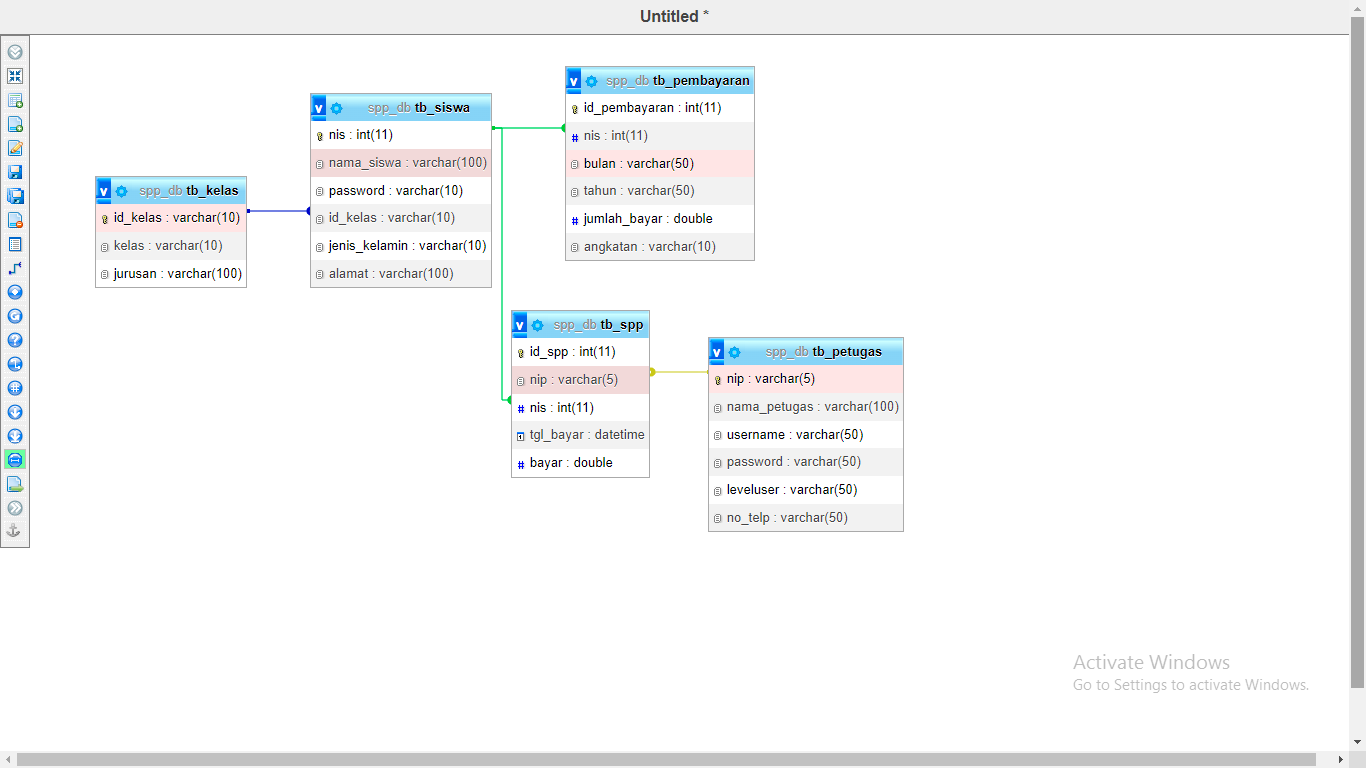 Untitled *
spp_db tb_kelas
id_kelas : varchar(10)
kelas : varchar(10)
jurusan : varchar(100)
spp_db tb_siswa
nis : int(11)
nama_siswa : varchar(100)
password : varchar(10)
id_kelas : varchar(10)
jenis_kelamin : varchar(10)
alamat : varchar(100)
spp_db tb_pembayaran
id_pembayaran : int(11)
# nis : int(11)
bulan : varchar(50)
tahun : varchar(50)
# jumlah_bayar : double
angkatan : varchar(10)
spp_db tb_spp
id_spp : int(11)
nip : varchar(5)
# nis : int(11)
tgl_bayar : datetime
# bayar : double
spp_db tb_petugas
nip : varchar(5)
nama_petugas : varchar(100)
username : varchar(50)
password : varchar(50)
leveluser : varchar(50)
no_telp : varchar(50)
Activate Windows
Go to Settings to activate Windows.